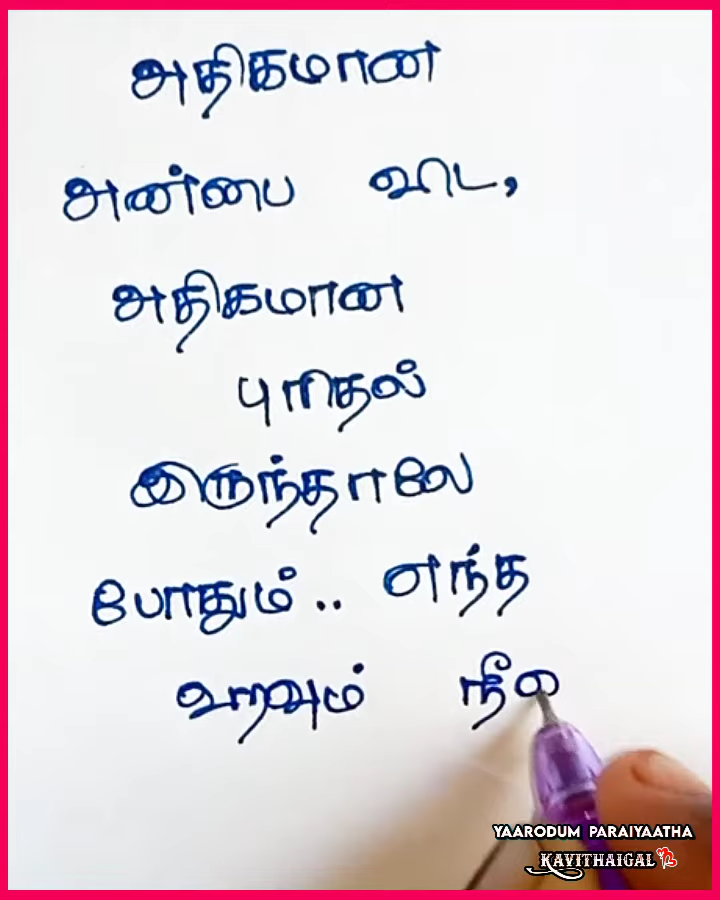 அதிகமான
அன்பை விட,
அதிகமான
புரிதல்
இருந்தாலே
போதும்.. எந்த
உறவும்
YAARODUM PARAIYAATHA
KAVITHAIGAL